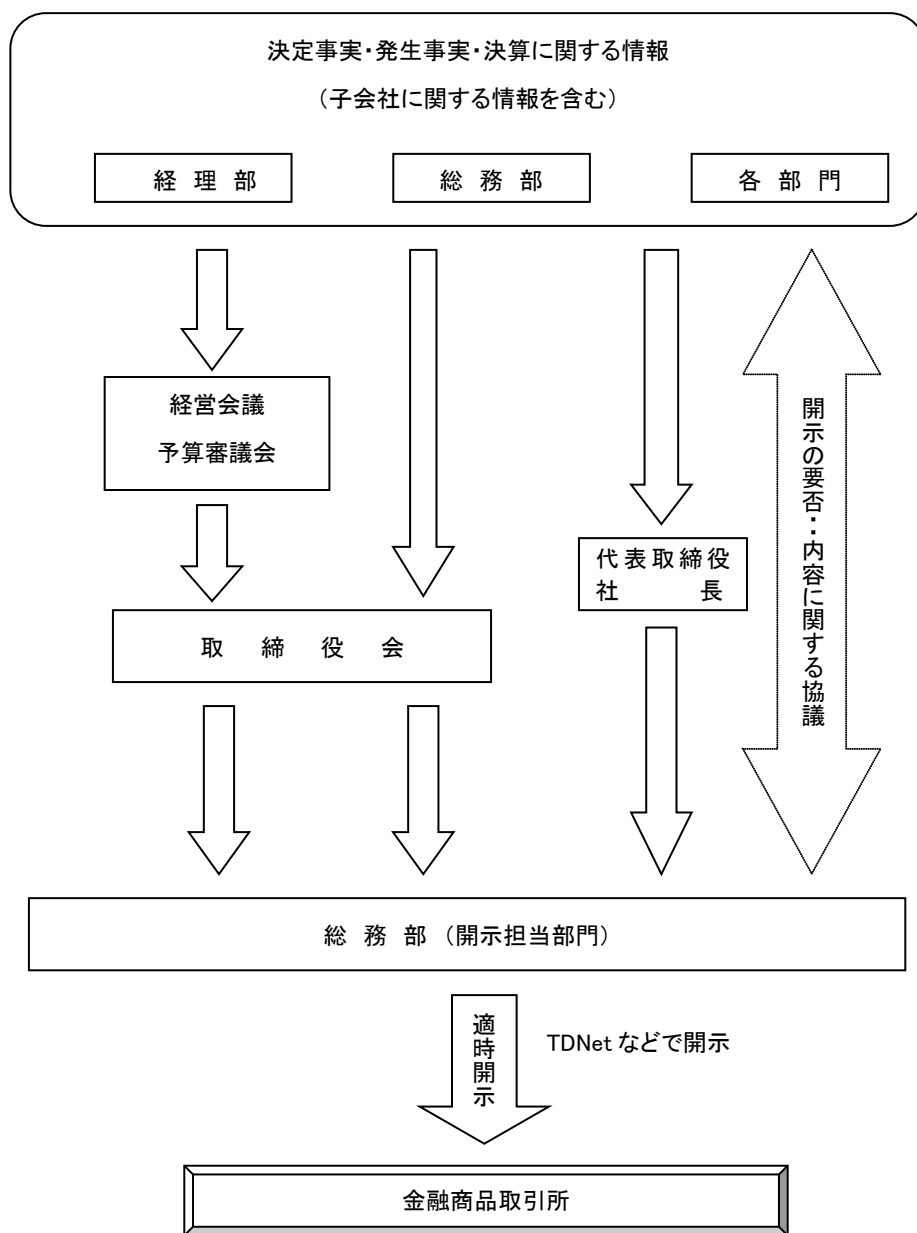 決定事実・発生事実・決算に関する情報
（子会社に関する情報を含む）
経 理 部
総 務 部
各 部 門
経営会議
予算審議会
代表取締役
社 長
取 締 役 会
開示の要否・・内容に関する協議
総 務 部 （開示担当部門）
適時開示
TDNet などで開示
金融商品取引所